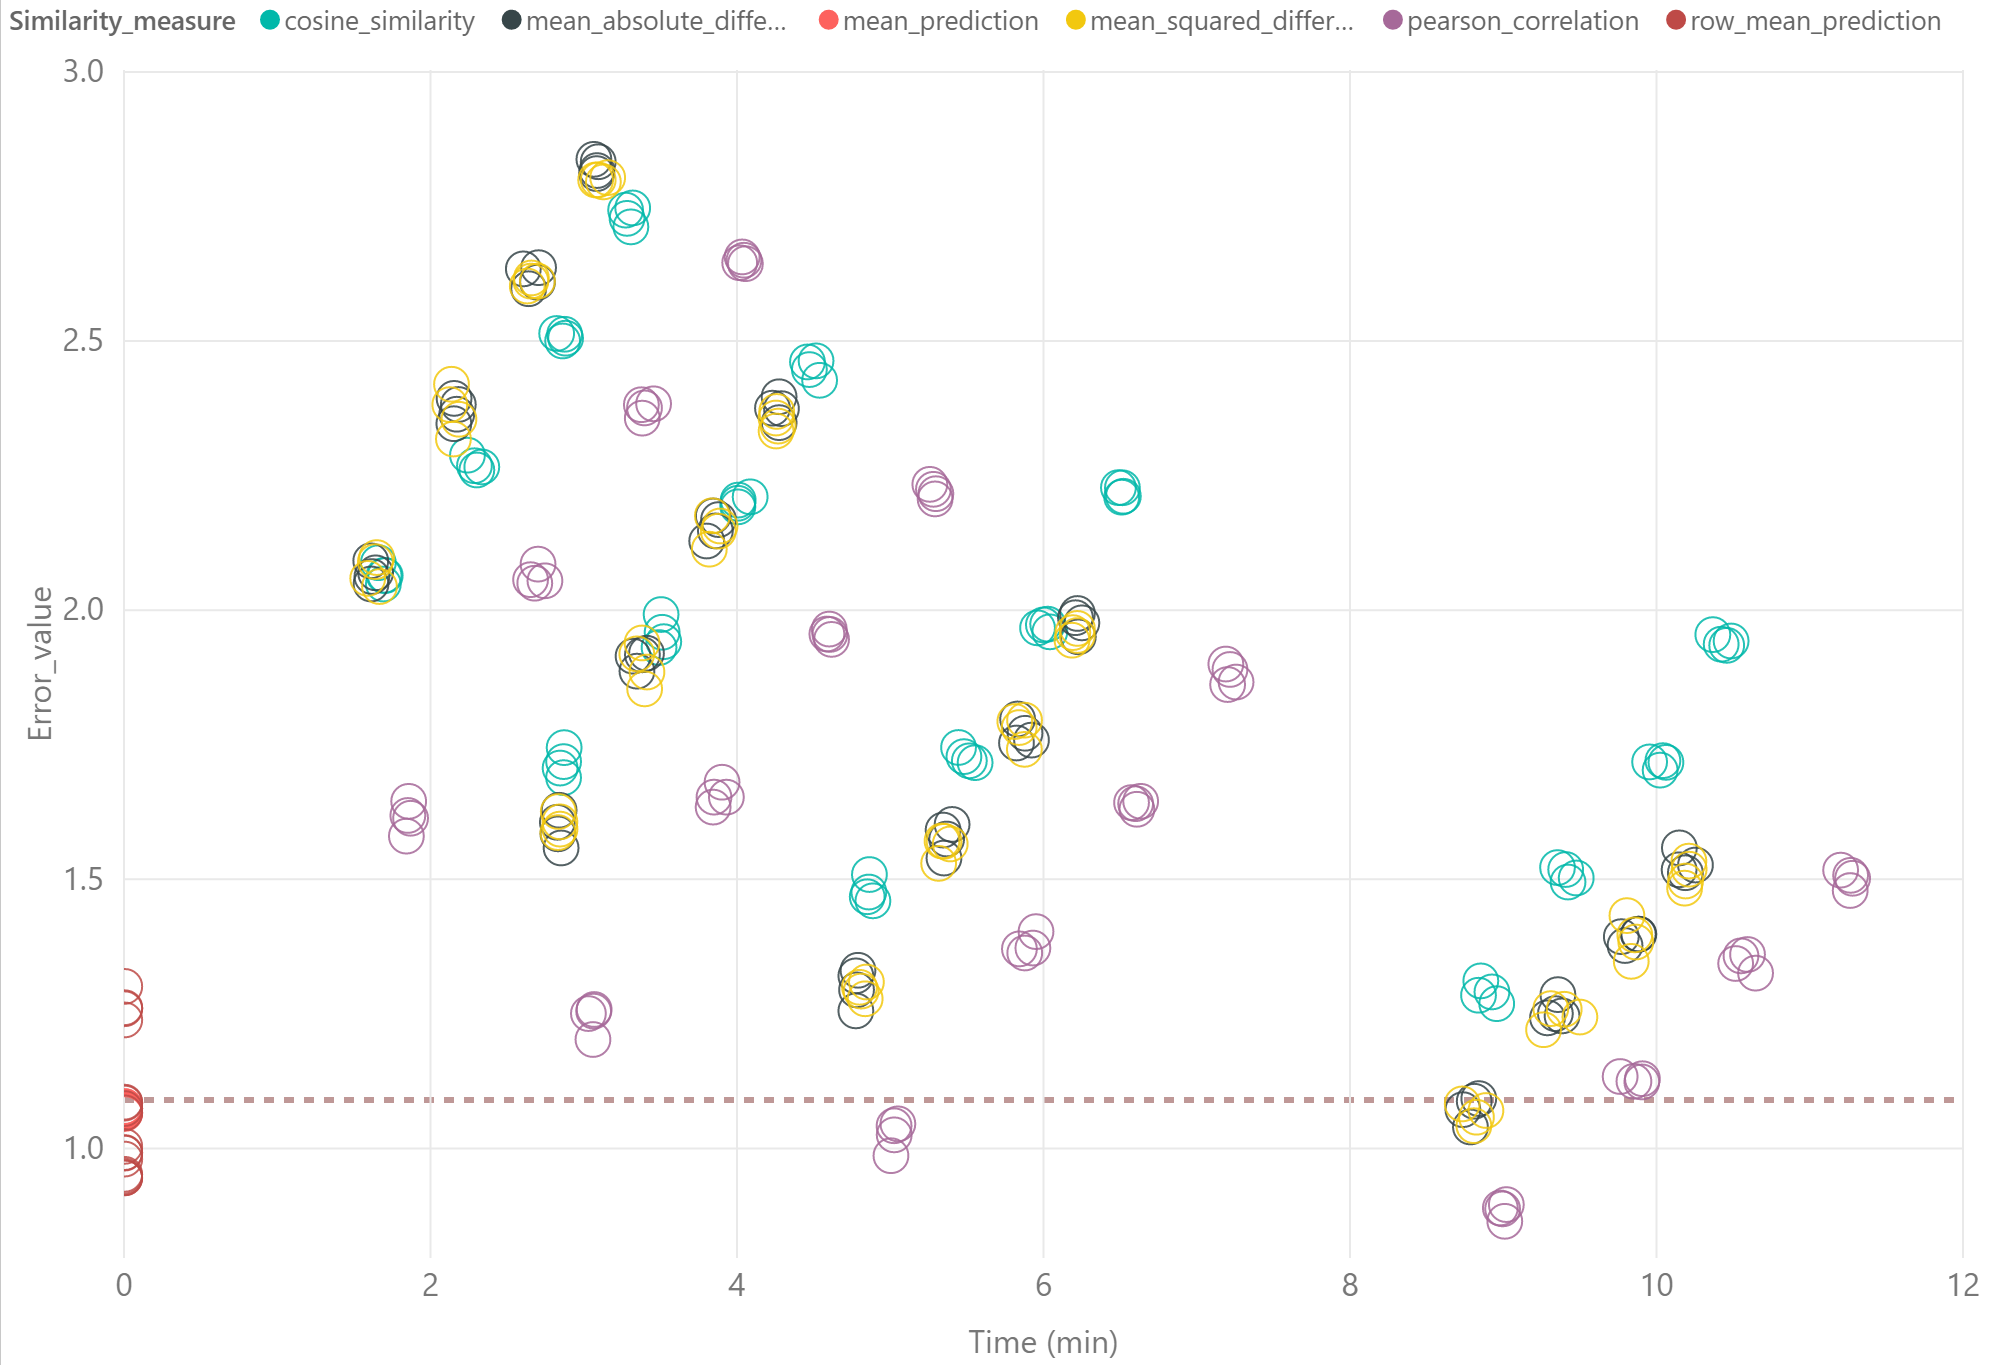 Similarity_measure cosine_similarity mean_absolute_diffe... mean_prediction mean_squared_differ... pearson_correlation row_mean_prediction
3.0
2.5
2.0
1.5
1.0
Error_value
0 2 4 6 8 10 12
Time (min)